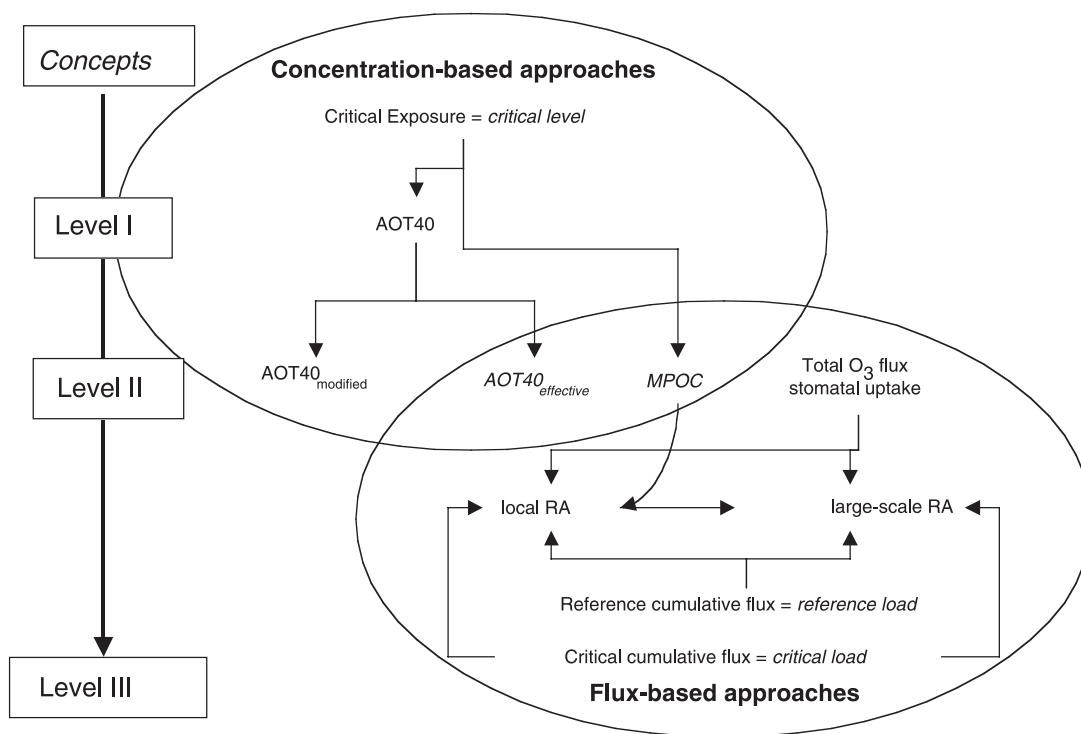 Concepts
Concentration-based approaches
Critical Exposure = critical level
Level I
AOT40
Level II
AOT40modified
AOT40effective
MPOC
Total O3 flux
stomatal uptake
local RA
large-scale RA
Reference cumulative flux = reference load
Critical cumulative flux = critical load
Level III
Flux-based approaches